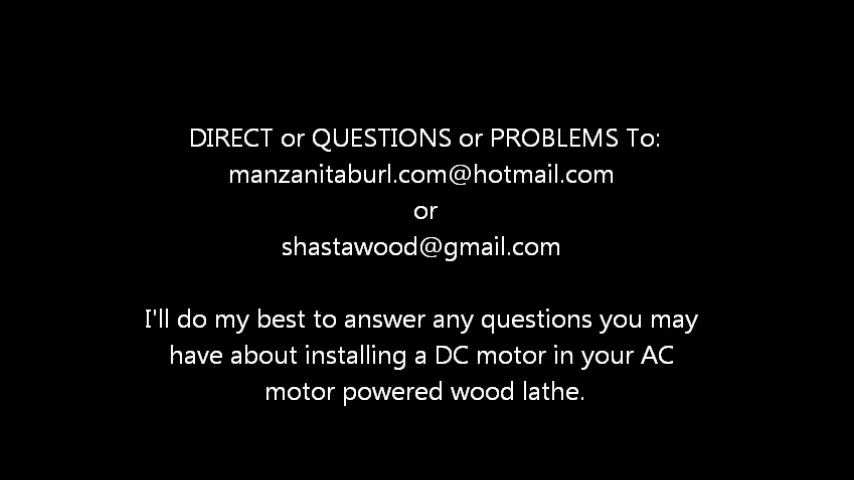 DIRECT or QUESTIONS or PROBLEMS To:
manzanitaburl.com@hotmail.com
or
shastawood@gmail.com
I'll do my best to answer any questions you may
have about installing a DC motor in your AC
motor powered wood lathe.